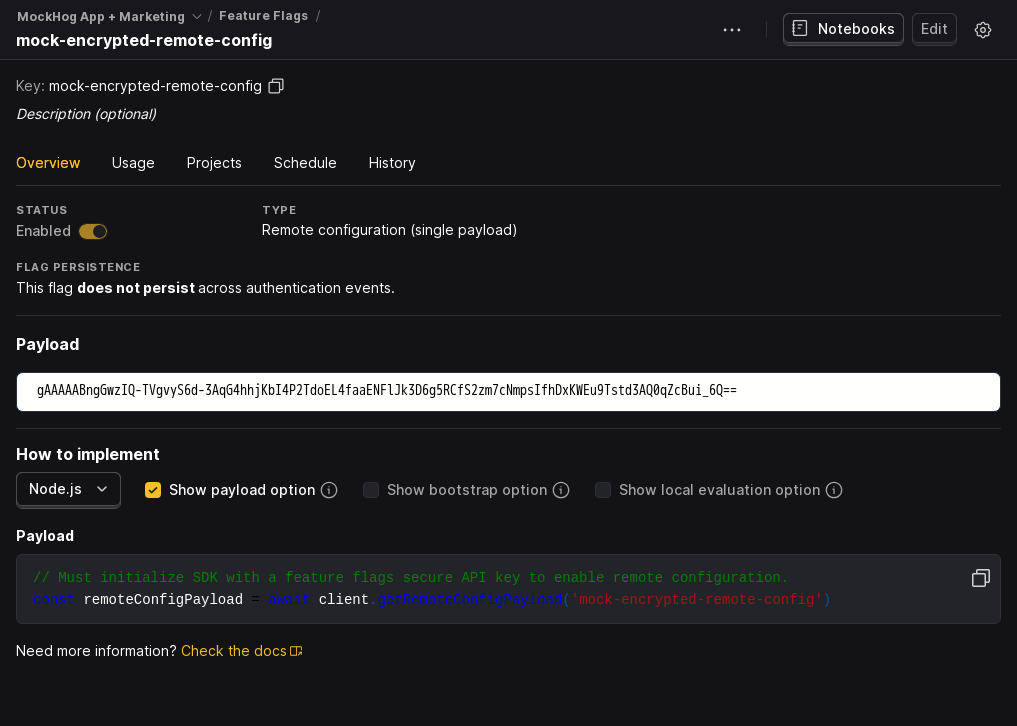 MockHog App + Marketing / Feature Flags /
mock-encrypted-remote-config
Notebooks
Edit
Key: mock-encrypted-remote-config
Description (optional)
Overview Usage Projects Schedule History
STATUS TYPE
Enabled Remote configuration (single payload)
FLAG PERSISTENCE
This flag does not persist across authentication events.
Payload
gAAAAABngGwzIQ-TVgvyS6d-3AqG4hhjKbI4P2TdoEL4faaENFlJk3D6g5RCfS2zm7cNmpsIfhDxKWEu9Tstd3AQ0qZcBui_6Q==
How to implement
Node.js Show payload option Show bootstrap option Show local evaluation option
Payload
// Must initialize SDK with a feature flags secure API key to enable remote configuration.
const remoteConfigPayload = await client.getRemoteConfigPayload('mock-encrypted-remote-config')
Need more information? Check the docs